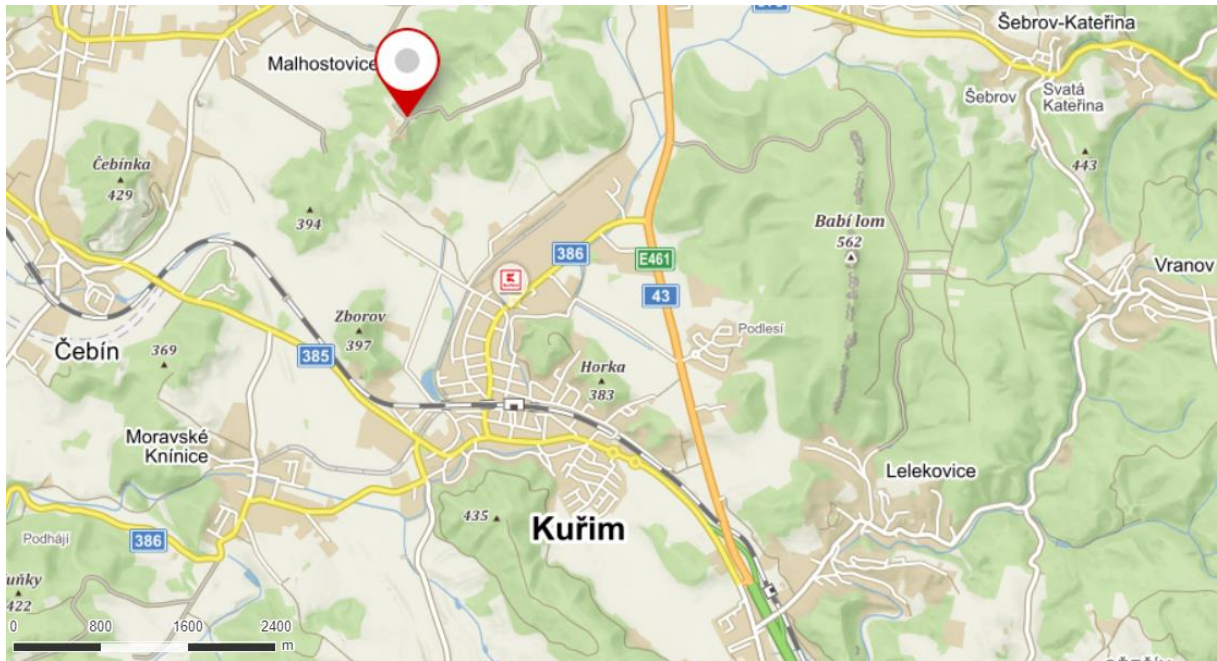 Šebrov-Kateřina
Malhostovice
Šebrov
Svatá
Kateřina
Čebínka
429
443
394
Babí lom
562
386
E461
43
Vranov
Zborov
397
Podlesí
Čebín
369
385
Horka
383
Moravské
Knínice
Lelekovice
435
Kuřim
386
Podhájí
422
0 800 1600 2400
m